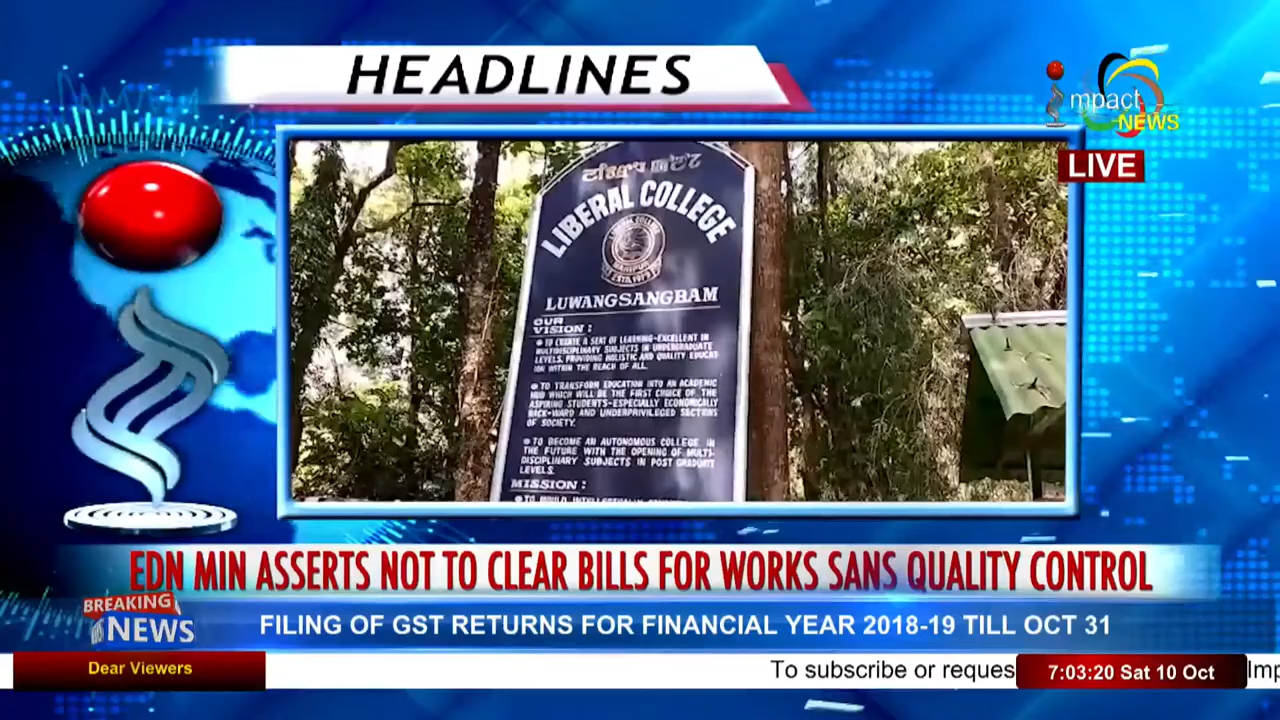 HEADLINES
impact
NEWS
LIVE
LIBERAL COLLEGE
LUWANGSANGBAM
OUR
VISION :
TO CREATE A SEAT OF LEARNING-EXCELLENT IN
MULTIDISCIPLINARY SUBJECTS IN UNDERGRADUATE
LEVELS, PROVIDING HOLISTIC AND QUALITY EDUCAT-
ION WITHIN THE REACH OF ALL.
TO TRANSFORM EDUCATION INTO AN ACADEMIC
HUB WHICH WILL BE THE FIRST CHOICE OF THE
ASPIRING STUDENTS-ESPECIALLY ECONOMICALLY
BACK-WARD AND UNDERPRIVILEGED SECTIONS
OF SOCIETY.
TO BECOME AN AUTONOMOUS COLLEGE IN
THE FUTURE WITH THE OPENING OF MULTI-
DISCIPLINARY SUBJECTS IN POST GRADUATE
LEVELS.
MISSION :
EDN MIN ASSERTS NOT TO CLEAR BILLS FOR WORKS SANS QUALITY CONTROL
BREAKING
NEWS
FILING OF GST RETURNS FOR FINANCIAL YEAR 2018-19 TILL OCT 31
Dear Viewers
To subscribe or reques
7:03:20 Sat 10 Oct
Imp